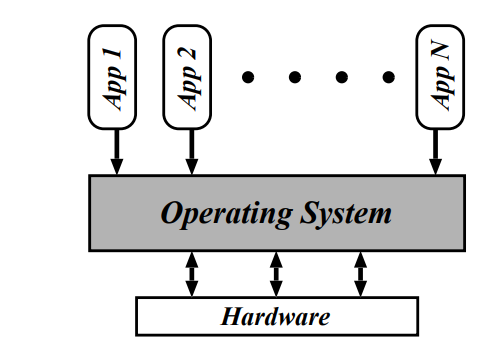 App 1
App 2
App N
Operating System
Hardware